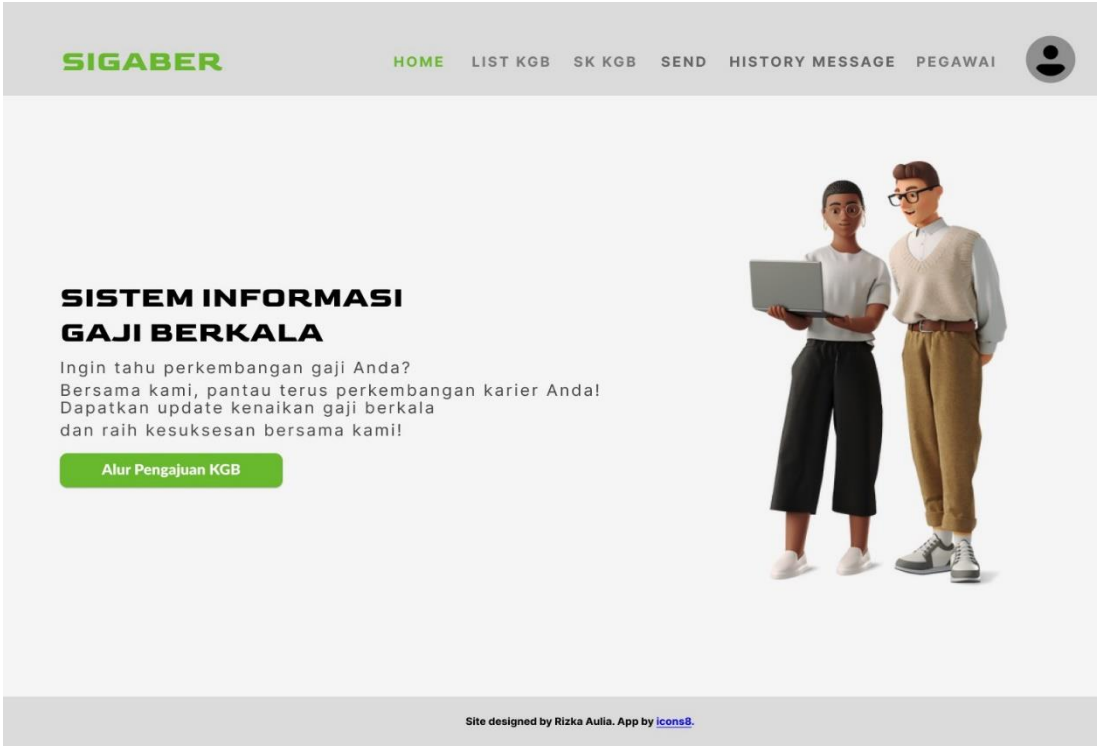 SIGABER
HOME LIST KGB SK KGB SEND HISTORY MESSAGE PEGAWAI
SISTEM INFORMASI
GAJI BERKALA
Ingin tahu perkembangan gaji Anda?
Bersama kami, pantau terus perkembangan karier Anda!
Dapatkan update kenaikan gaji berkala
dan raih kesuksesan bersama kami!
Alur Pengajuan KGB
Site designed by Rizka Aulia. App by icons8.